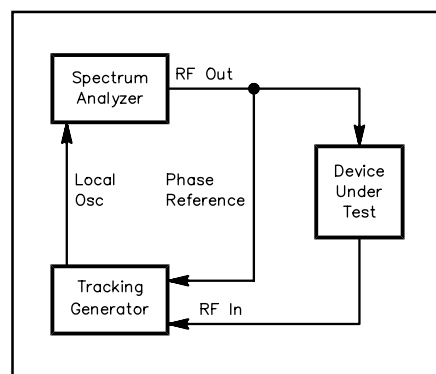 Spectrum
Analyzer
RF Out
Local
Osc
Phase
Reference
Device
Under
Test
Tracking
Generator
RF In